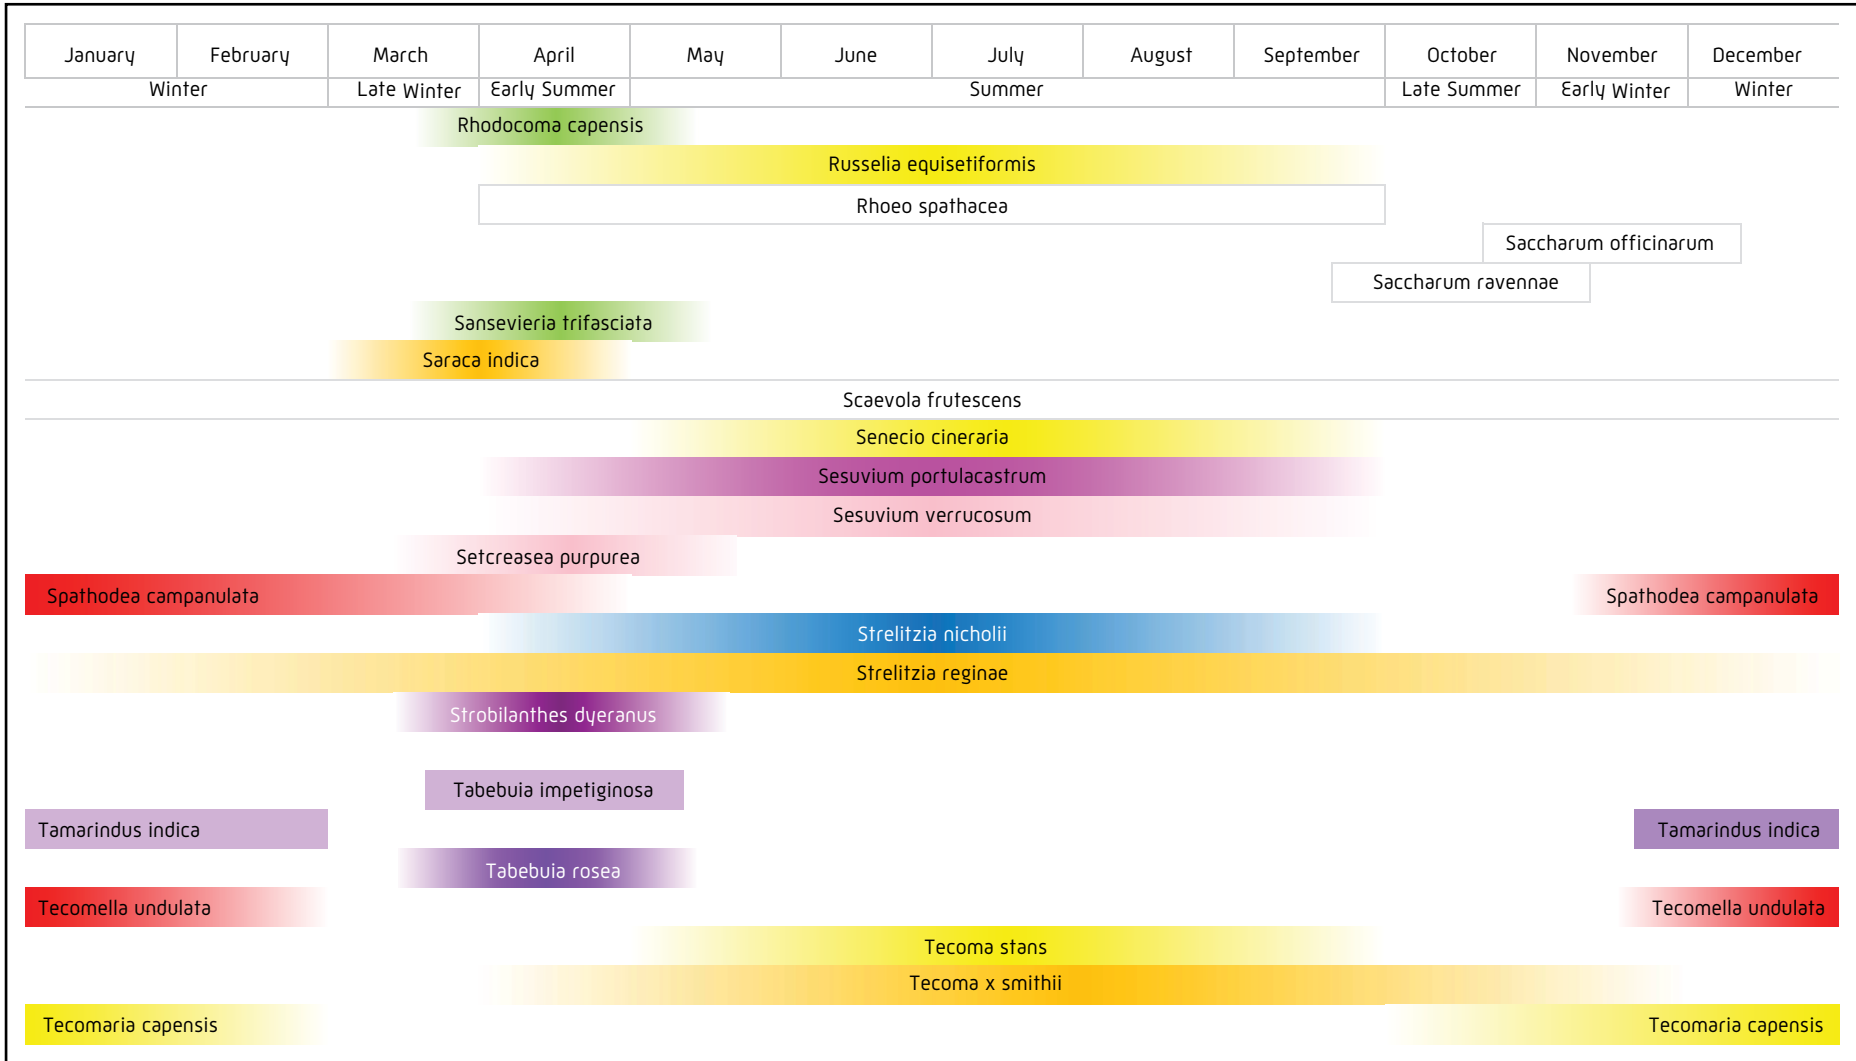 January February March April May June July August September October November December
Winter Late Winter Early Summer Summer Late Summer Early Winter Winter
Rhodocoma capensis
Russelia equisetiformis
Rhoeo spathacea
Saccharum officinarum
Saccharum ravennae
Sansevieria trifasciata
Saraca indica
Scaevola frutescens
Senecio cineraria
Sesuvium portulacastrum
Sesuvium verrucosum
Setcreasea purpurea
Spathodea campanulata Spathodea campanulata
Strelitzia nicholii
Strelitzia reginae
Strobilanthes dyeranus
Tabebuia impetiginosa
Tamarindus indica Tamarindus indica
Tabebuia rosea
Tecomella undulata Tecomella undulata
Tecoma stans
Tecoma x smithii
Tecomaria capensis Tecomaria capensis